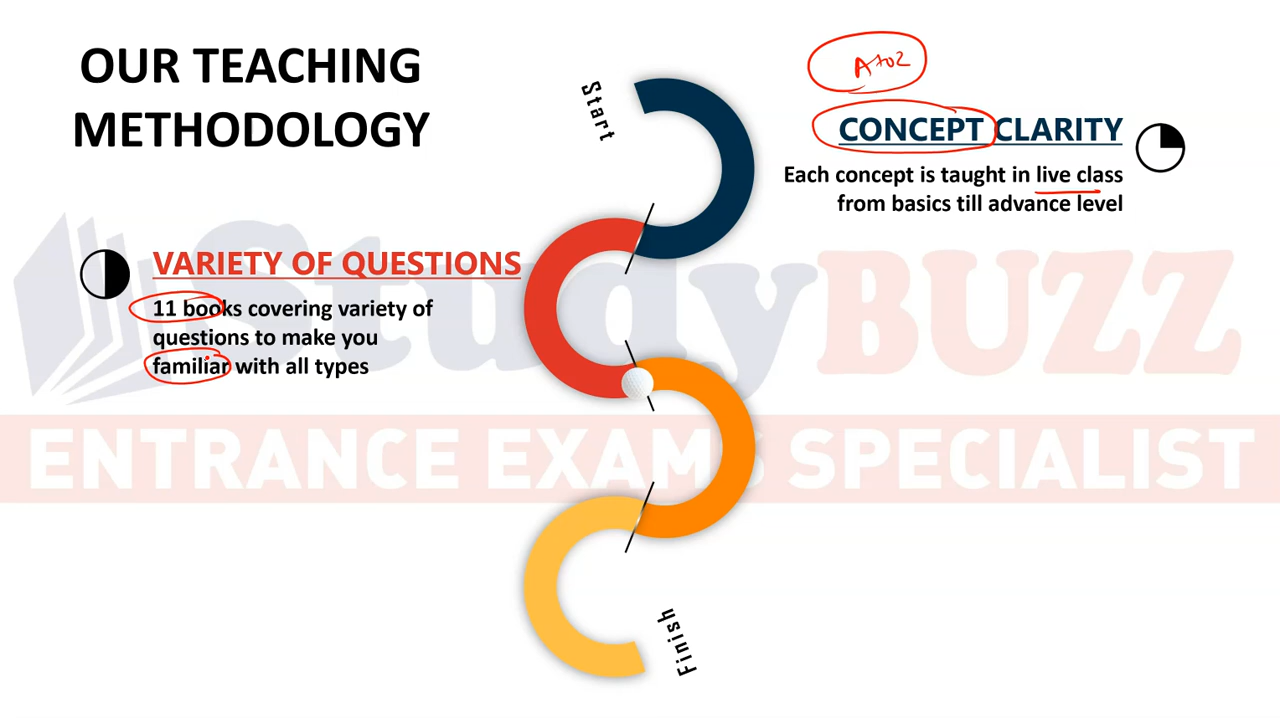 OUR TEACHING
METHODOLOGY
Start
A to Z
CONCEPT CLARITY
Each concept is taught in live class
from basics till advance level
VARIETY OF QUESTIONS
11 books covering variety of
questions to make you
familiar with all types
StudyBUZZ
ENTRANCE EXAMS SPECIALIST
Finish